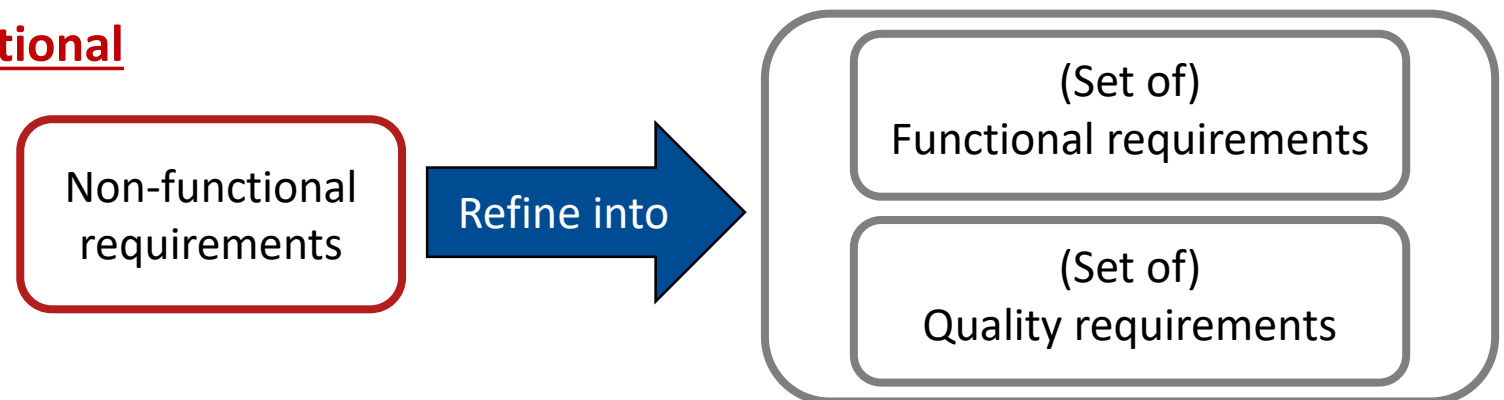 tional
(Set of)
Functional requirements
Non-functional
requirements
Refine into
(Set of)
Quality requirements